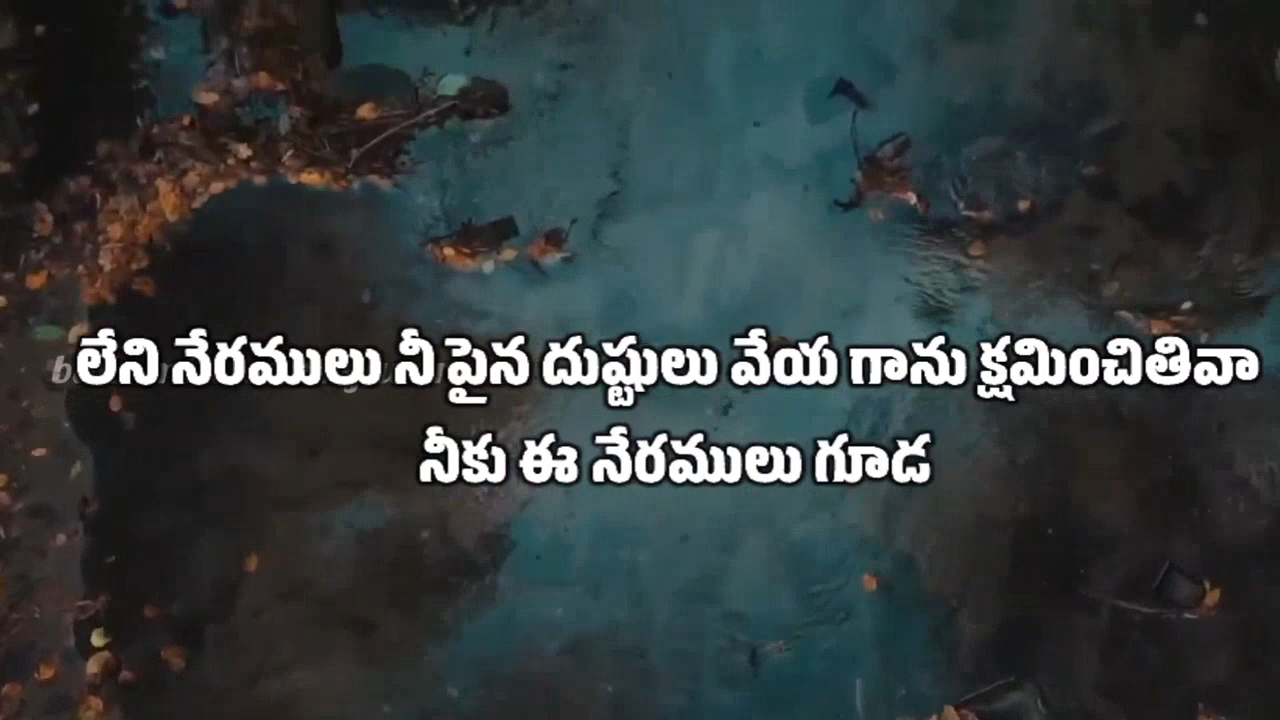 లేని నేరములు నీ పైన దుష్టులు వేయ గాను క్షమించితివా
నీకు ఈ నేరములు గూడ